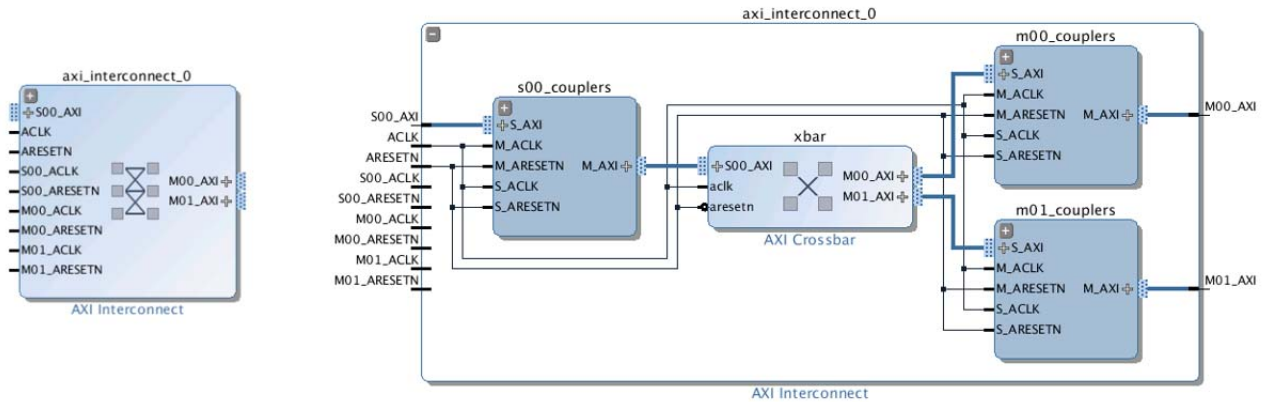 axi_interconnect_0
S00_AXI
ACLK
ARESETN
S00_ACLK
S00_ARESETN
M00_ACLK
M00_ARESETN
M01_ACLK
M01_ARESETN
M00_AXI
M01_AXI
AXI Interconnect
axi_interconnect_0
S00_AXI
ACLK
ARESETN
S00_ACLK
S00_ARESETN
M00_ACLK
M00_ARESETN
M01_ACLK
M01_ARESETN
s00_couplers
S_AXI
M_ACLK
M_ARESETN
S_ACLK
S_ARESETN
M_AXI
xbar
S00_AXI
aclk
aresetn
M00_AXI
M01_AXI
AXI Crossbar
m00_couplers
S_AXI
M_ACLK
M_ARESETN
S_ACLK
S_ARESETN
M_AXI
M00_AXI
m01_couplers
S_AXI
M_ACLK
M_ARESETN
S_ACLK
S_ARESETN
M_AXI
M01_AXI
AXI Interconnect